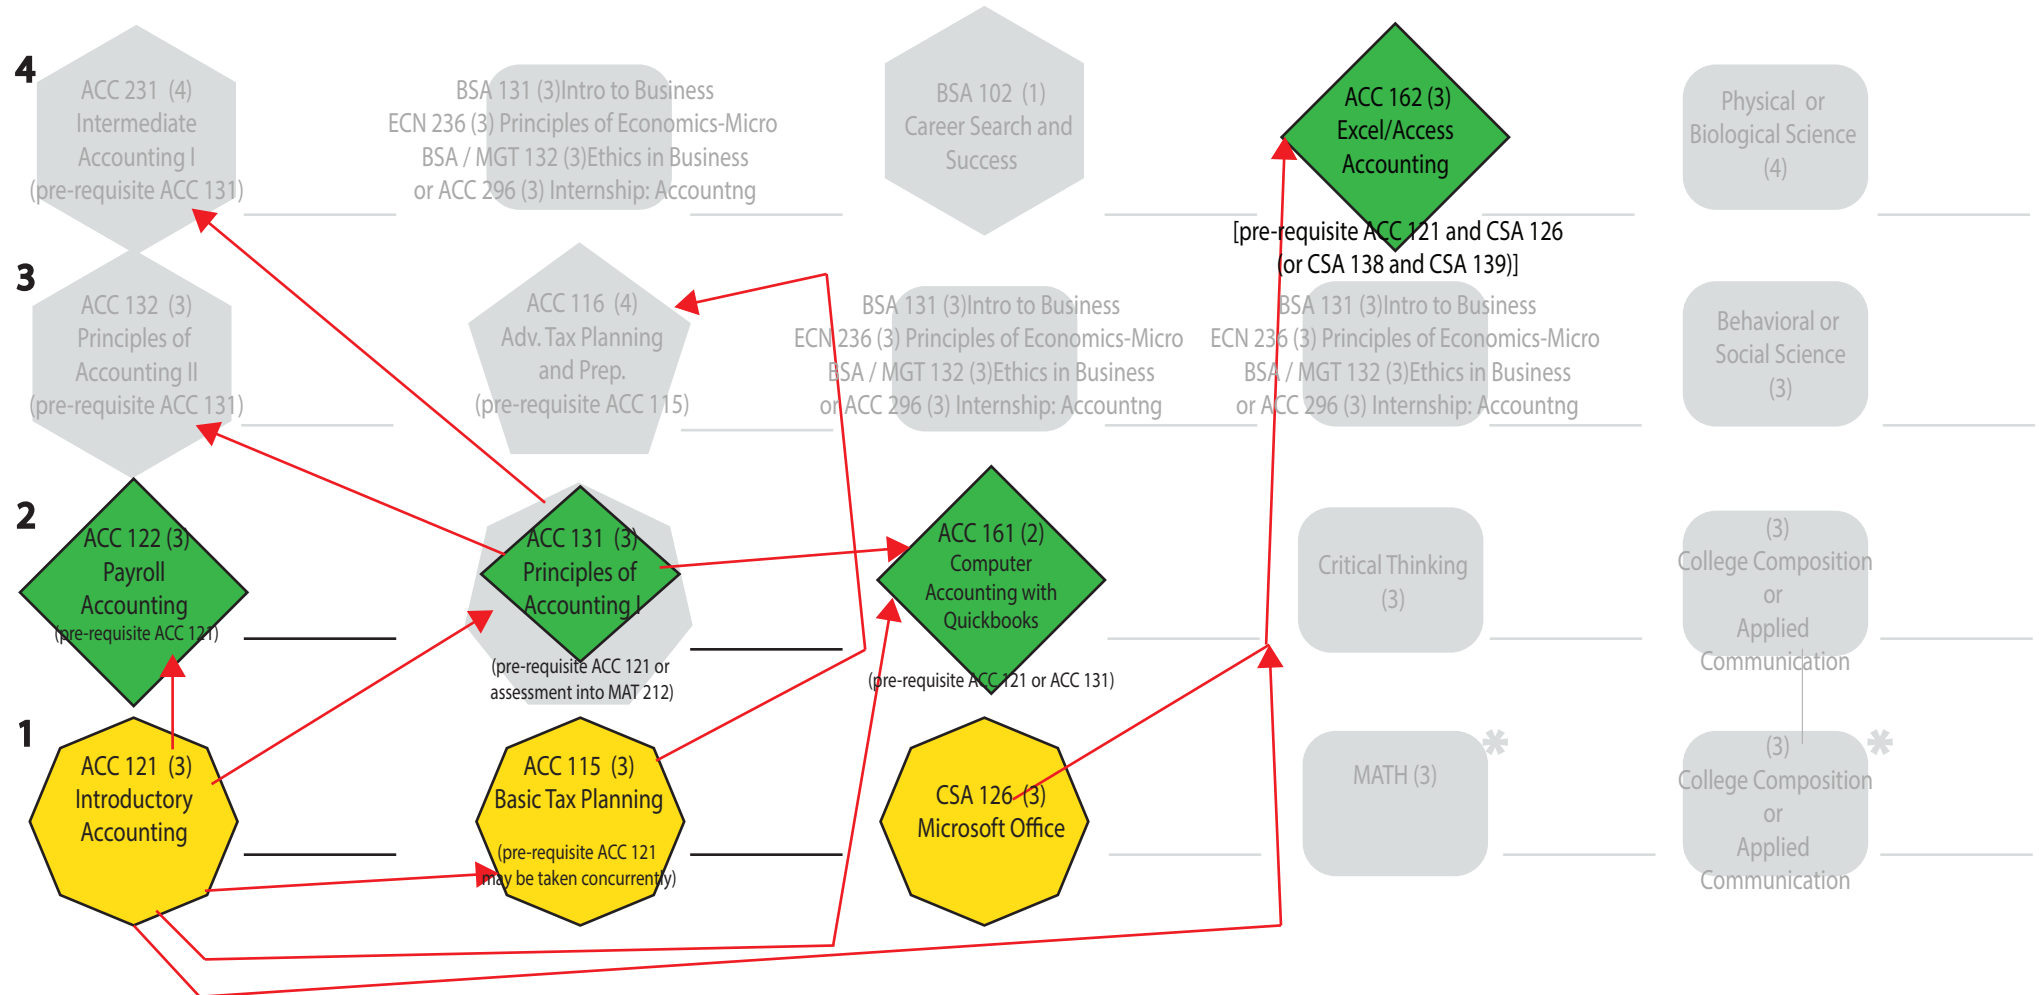 4
ACC 231  (4)
Intermediate
Accounting I
(pre-requisite ACC 131)
BSA 131 (3)Intro to Business
ECN 236 (3) Principles of Economics-Micro
BSA / MGT 132 (3)Ethics in Business
or ACC 296 (3) Internship: Accountng
BSA 102  (1)
Career Search and
Success
ACC 162 (3)
Excel/Access
Accounting
[pre-requisite ACC 121 and CSA 126
(or CSA 138 and CSA 139)]
Physical  or
Biological Science
(4)
3
ACC 132  (3)
Principles of
Accounting II
(pre-requisite ACC 131)
ACC 116  (4)
Adv. Tax Planning
and Prep.
(pre-requisite ACC 115)
BSA 131 (3)Intro to Business
ECN 236 (3) Principles of Economics-Micro
BSA / MGT 132 (3)Ethics in Business
or ACC 296 (3) Internship: Accountng
BSA 131 (3)Intro to Business
ECN 236 (3) Principles of Economics-Micro
BSA / MGT 132 (3)Ethics in Business
or ACC 296 (3) Internship: Accountng
Behavioral or
Social Science
(3)
2
ACC 122 (3)
Payroll
Accounting
(pre-requisite ACC 121)
ACC 131  (3)
Principles of
Accounting I
(pre-requisite ACC 121 or
assessment into MAT 212)
ACC 161 (2)
Computer
Accounting with
Quickbooks
(pre-requisite ACC 121 or ACC 131)
Critical Thinking
(3)
(3)
College Composition
or
Applied
Communication
1
ACC 121  (3)
Introductory
Accounting
ACC 115  (3)
Basic Tax Planning
(pre-requisite ACC 121
may be taken concurrently)
CSA 126  (3)
Microsoft Office
MATH (3)
*
(3)
College Composition
or
Applied
Communication
*